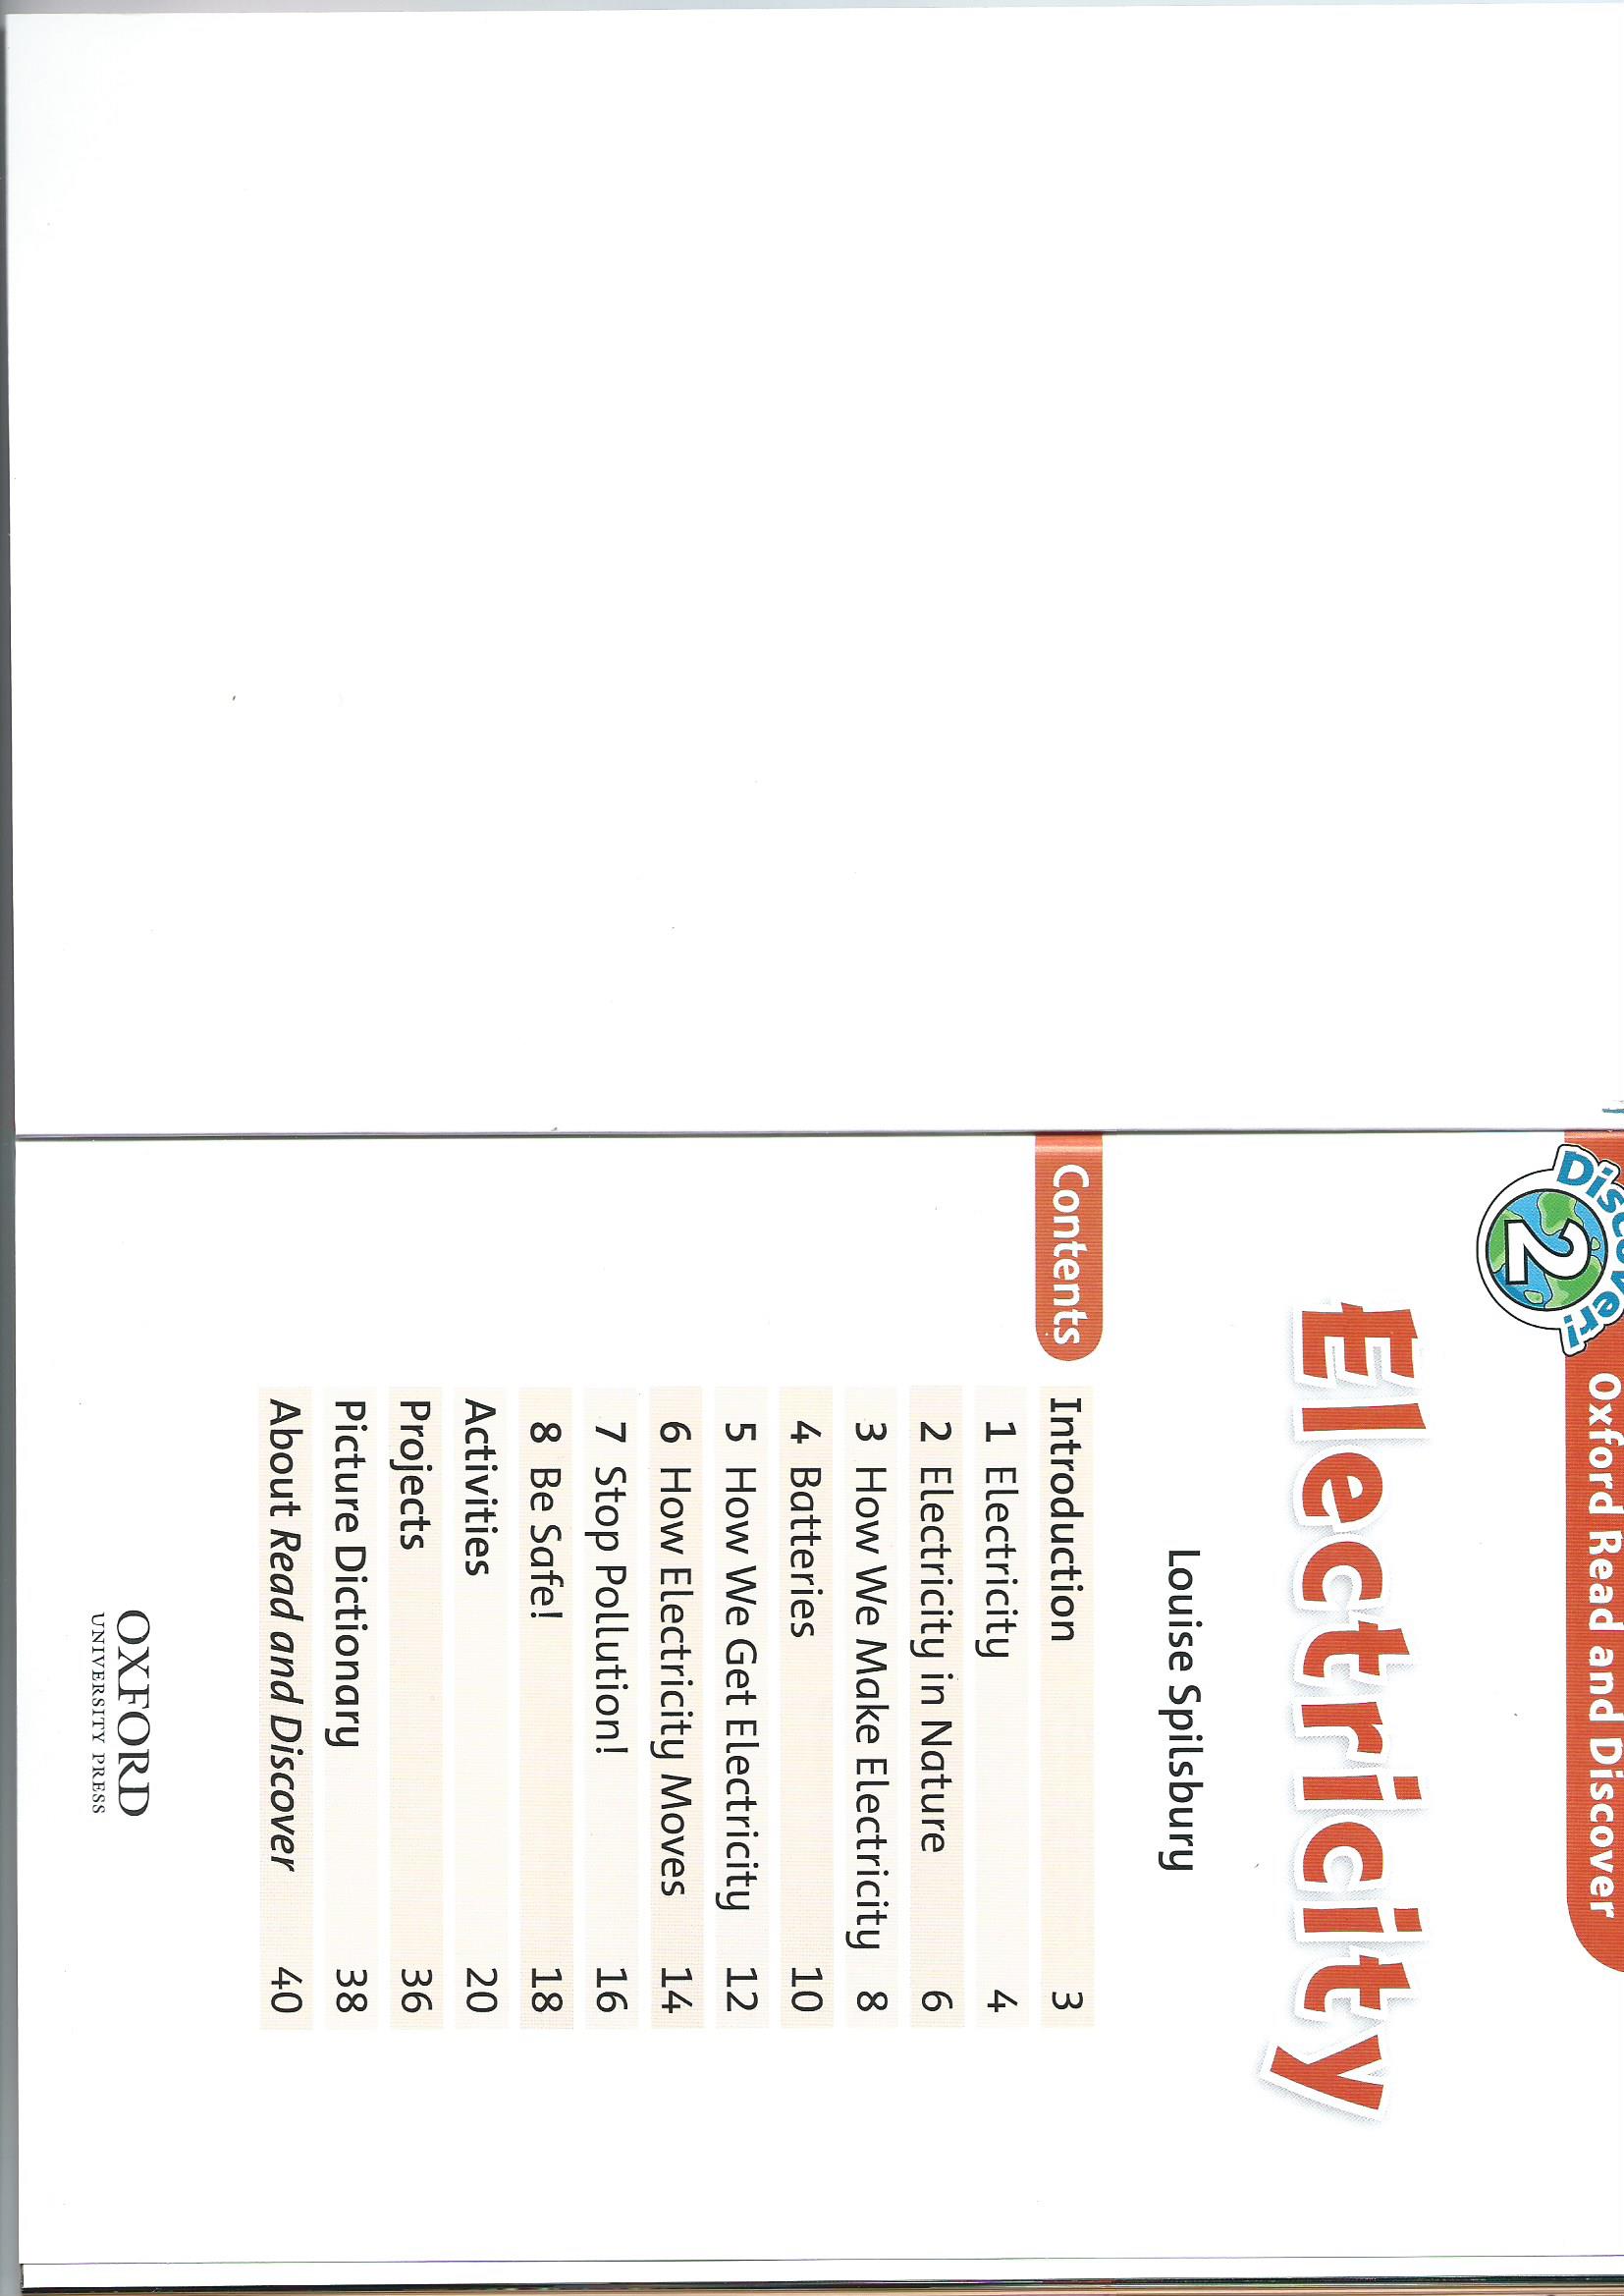 Oxford Read and Discover
Discover!
2
Electricity
Louise Spilsbury
Contents
Introduction 3
1 Electricity 4
2 Electricity in Nature 6
3 How We Make Electricity 8
4 Batteries 10
5 How We Get Electricity 12
6 How Electricity Moves 14
7 Stop Pollution! 16
8 Be Safe! 18
Activities 20
Projects 36
Picture Dictionary 38
About Read and Discover 40
OXFORD
UNIVERSITY PRESS